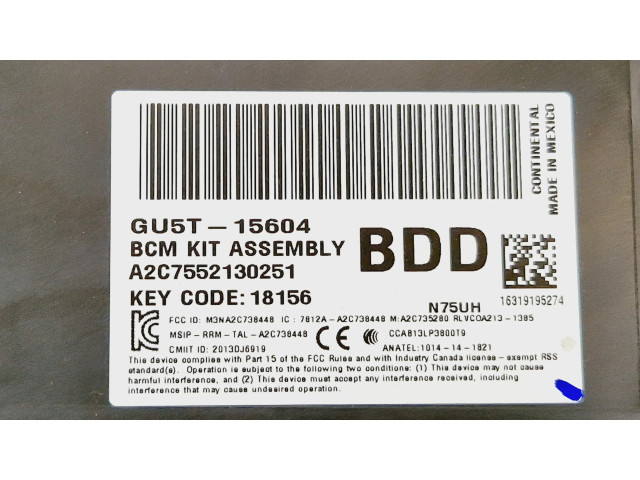 CONTINENTAL
MADE IN MEXICO
GU5T-15604
BCM KIT ASSEMBLY
BDD
A2C7552130251
KEY CODE: 18156
N75UH
16319195274
FCC ID: M3NA2C738448 IC: 7812A-A2C738448 M:A2C735280 RLVCOA213-1385
MSIP-RRM-TAL-A2C738448
CE
CCAB13LP3800T9
CMIIT ID: 2013DJ6919
ANATEL:1014-14-1821
This device complies with Part 15 of the FCC Rules and with Industry Canada license - exempt RSS
standard(s). Operation is subject to the following two conditions: (1) This device may not cause
harmful interference, and (2) This device must accept any interference received, including
interference that may cause undesired operation.